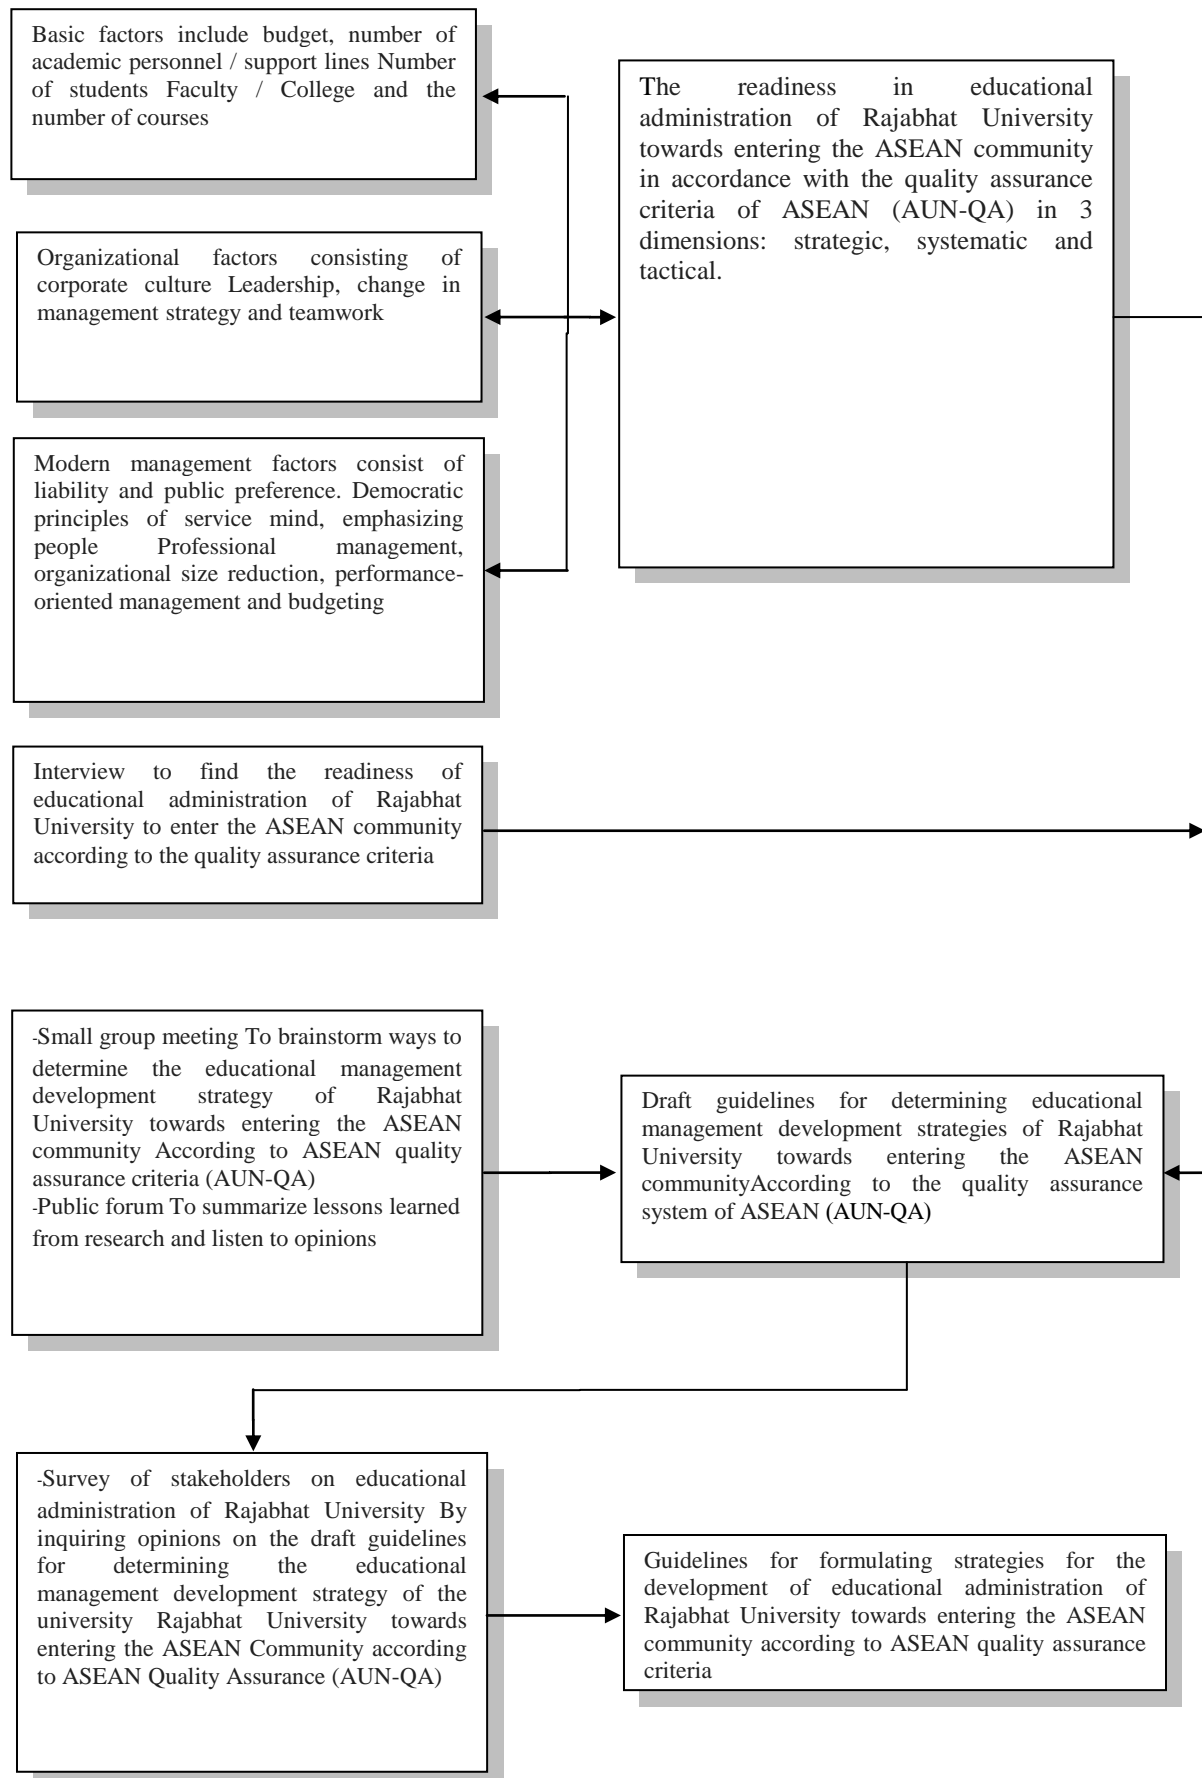 Basic factors include budget, number of
academic personnel / support lines Number
of students Faculty / College and the
number of courses
The readiness in educational
administration of Rajabhat University
towards entering the ASEAN community
in accordance with the quality assurance
criteria of ASEAN (AUN-QA) in 3
dimensions: strategic, systematic and
tactical.
Organizational factors consisting of
corporate culture Leadership, change in
management strategy and teamwork
Modern management factors consist of
liability and public preference. Democratic
principles of service mind, emphasizing
people Professional management,
organizational size reduction, performance-
oriented management and budgeting
Interview to find the readiness of
educational administration of Rajabhat
University to enter the ASEAN community
according to the quality assurance criteria
-Small group meeting To brainstorm ways to
determine the educational management
development strategy of Rajabhat
University towards entering the ASEAN
community According to ASEAN quality
assurance criteria (AUN-QA)
-Public forum To summarize lessons learned
from research and listen to opinions
Draft guidelines for determining educational
management development strategies of Rajabhat
University towards entering the ASEAN
communityAccording to the quality assurance
system of ASEAN (AUN-QA)
-Survey of stakeholders on educational
administration of Rajabhat University By
inquiring opinions on the draft guidelines
for determining the educational
management development strategy of the
university Rajabhat University towards
entering the ASEAN Community according
to ASEAN Quality Assurance (AUN-QA)
Guidelines for formulating strategies for the
development of educational administration of
Rajabhat University towards entering the ASEAN
community according to ASEAN quality assurance
criteria